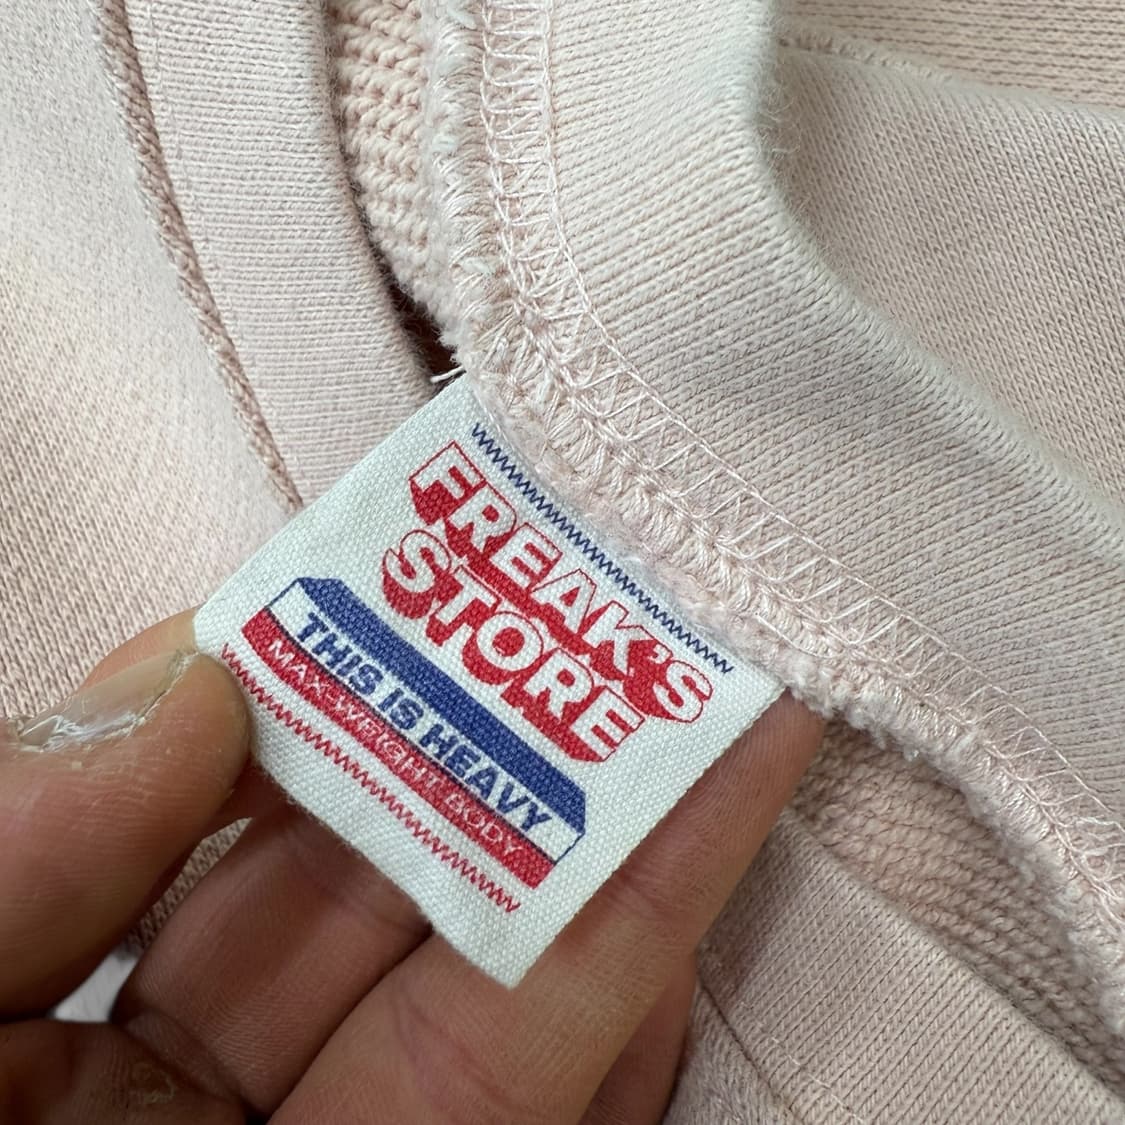 FREAK'S
STORE
THIS IS HEAVY
MAX-WEIGHT BODY